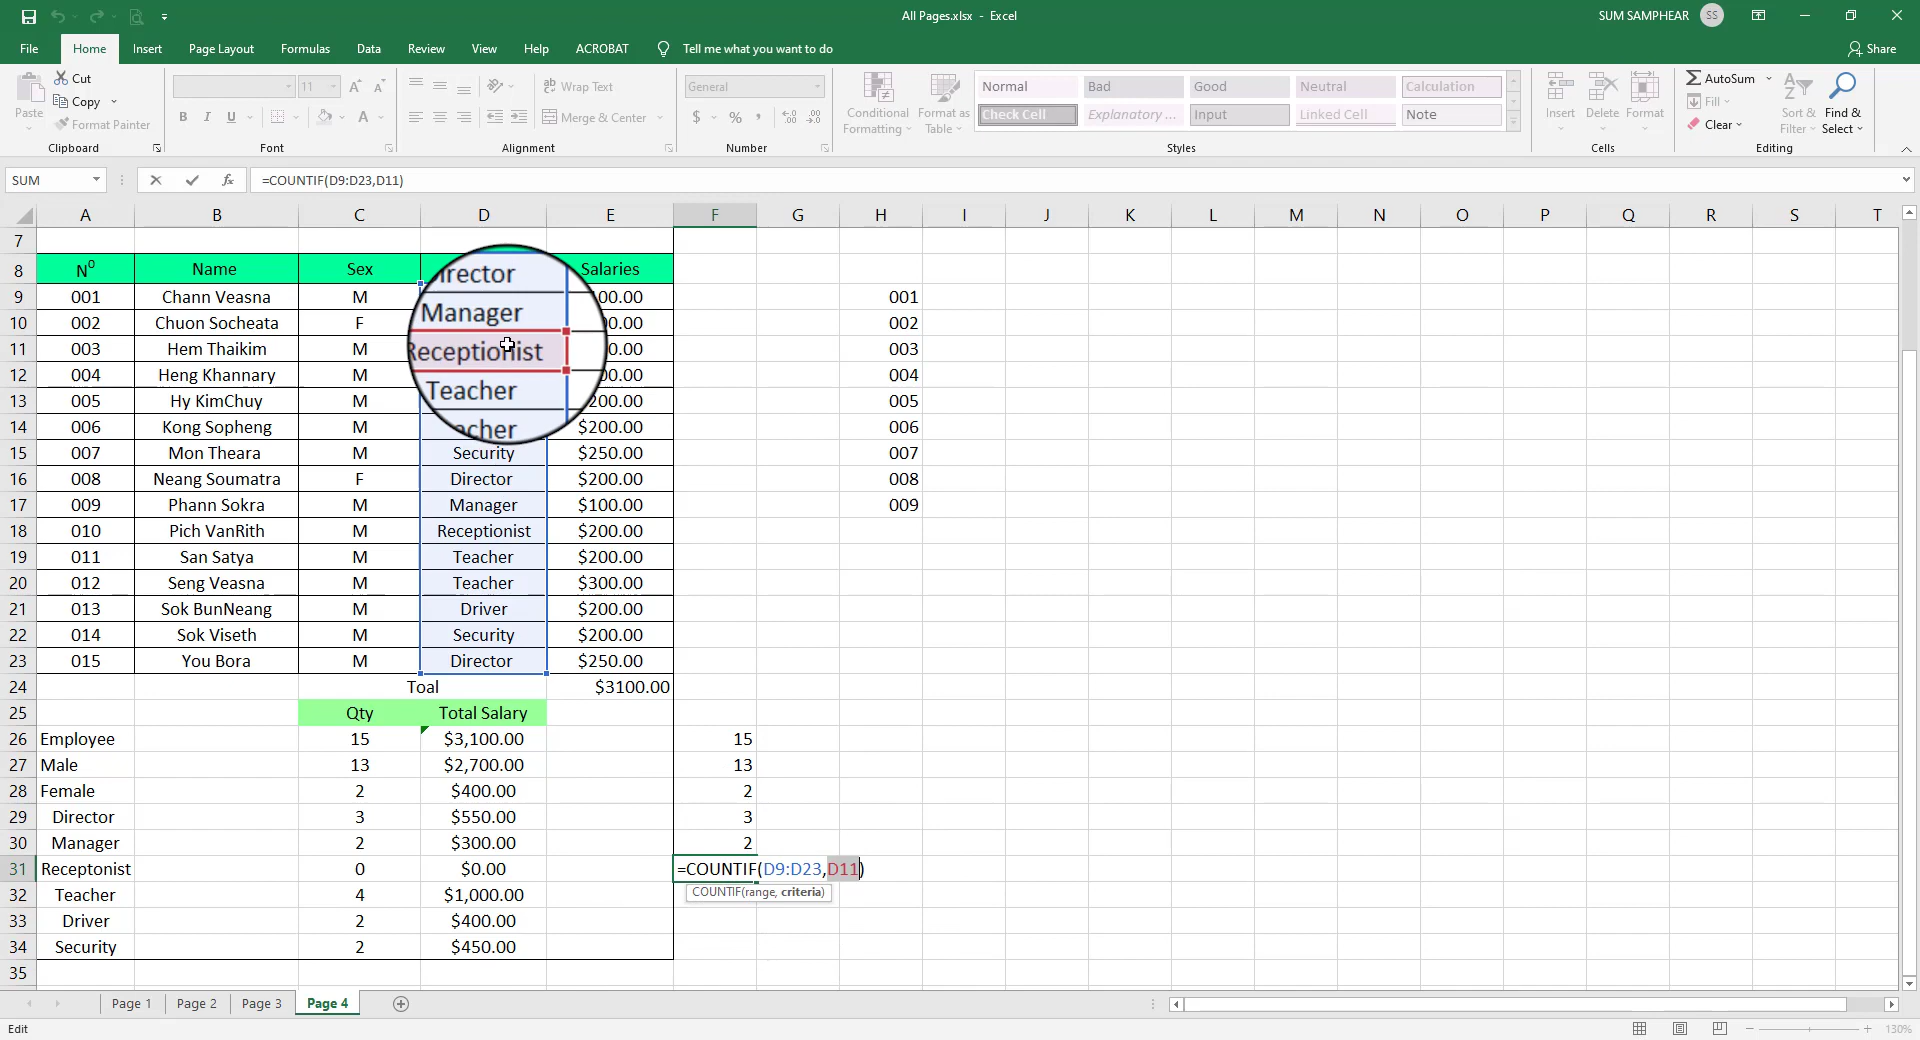 All Pages.xlsx - Excel
SUM SAMPHEAR SS
File Home Insert Page Layout Formulas Data Review View Help ACROBAT Tell me what you want to do Share
Paste Cut Copy Format Painter
Clipboard
11
B I U A
Font
Wrap Text
Merge & Center
Alignment
General
$ % ,
Number
Conditional Formatting
Format as Table
Normal Bad Good Neutral Calculation
Check Cell Explanatory ... Input Linked Cell Note
Styles
Insert Delete Format
Cells
AutoSum
Fill
Clear
Sort & Filter
Find & Select
Editing
SUM fx =COUNTIF(D9:D23,D11)
A B C D E F G H I J K L M N O P Q R S T
7
8 N⁰ Name Sex Salaries
9 001 Chann Veasna M 00.00 001
10 002 Chuon Socheata F 0.00 002
11 003 Hem Thaikim M 0.00 003
12 004 Heng Khannary M 00.00 004
13 005 Hy KimChuy M 200.00 005
14 006 Kong Sopheng M $200.00 006
irector
Manager
Receptionist
Teacher
acher
15 007 Mon Theara M Security $250.00 007
16 008 Neang Soumatra F Director $200.00 008
17 009 Phann Sokra M Manager $100.00 009
18 010 Pich VanRith M Receptionist $200.00
19 011 San Satya M Teacher $200.00
20 012 Seng Veasna M Teacher $300.00
21 013 Sok BunNeang M Driver $200.00
22 014 Sok Viseth M Security $200.00
23 015 You Bora M Director $250.00
24 Toal $3100.00
25 Qty Total Salary
26 Employee 15 $3,100.00 15
27 Male 13 $2,700.00 13
28 Female 2 $400.00 2
29 Director 3 $550.00 3
30 Manager 2 $300.00 2
31 Receptonist 0 $0.00 =COUNTIF(D9:D23,D11)
COUNTIF(range, criteria)
32 Teacher 4 $1,000.00
33 Driver 2 $400.00
34 Security 2 $450.00
35
Page 1 Page 2 Page 3 Page 4
Edit 130%